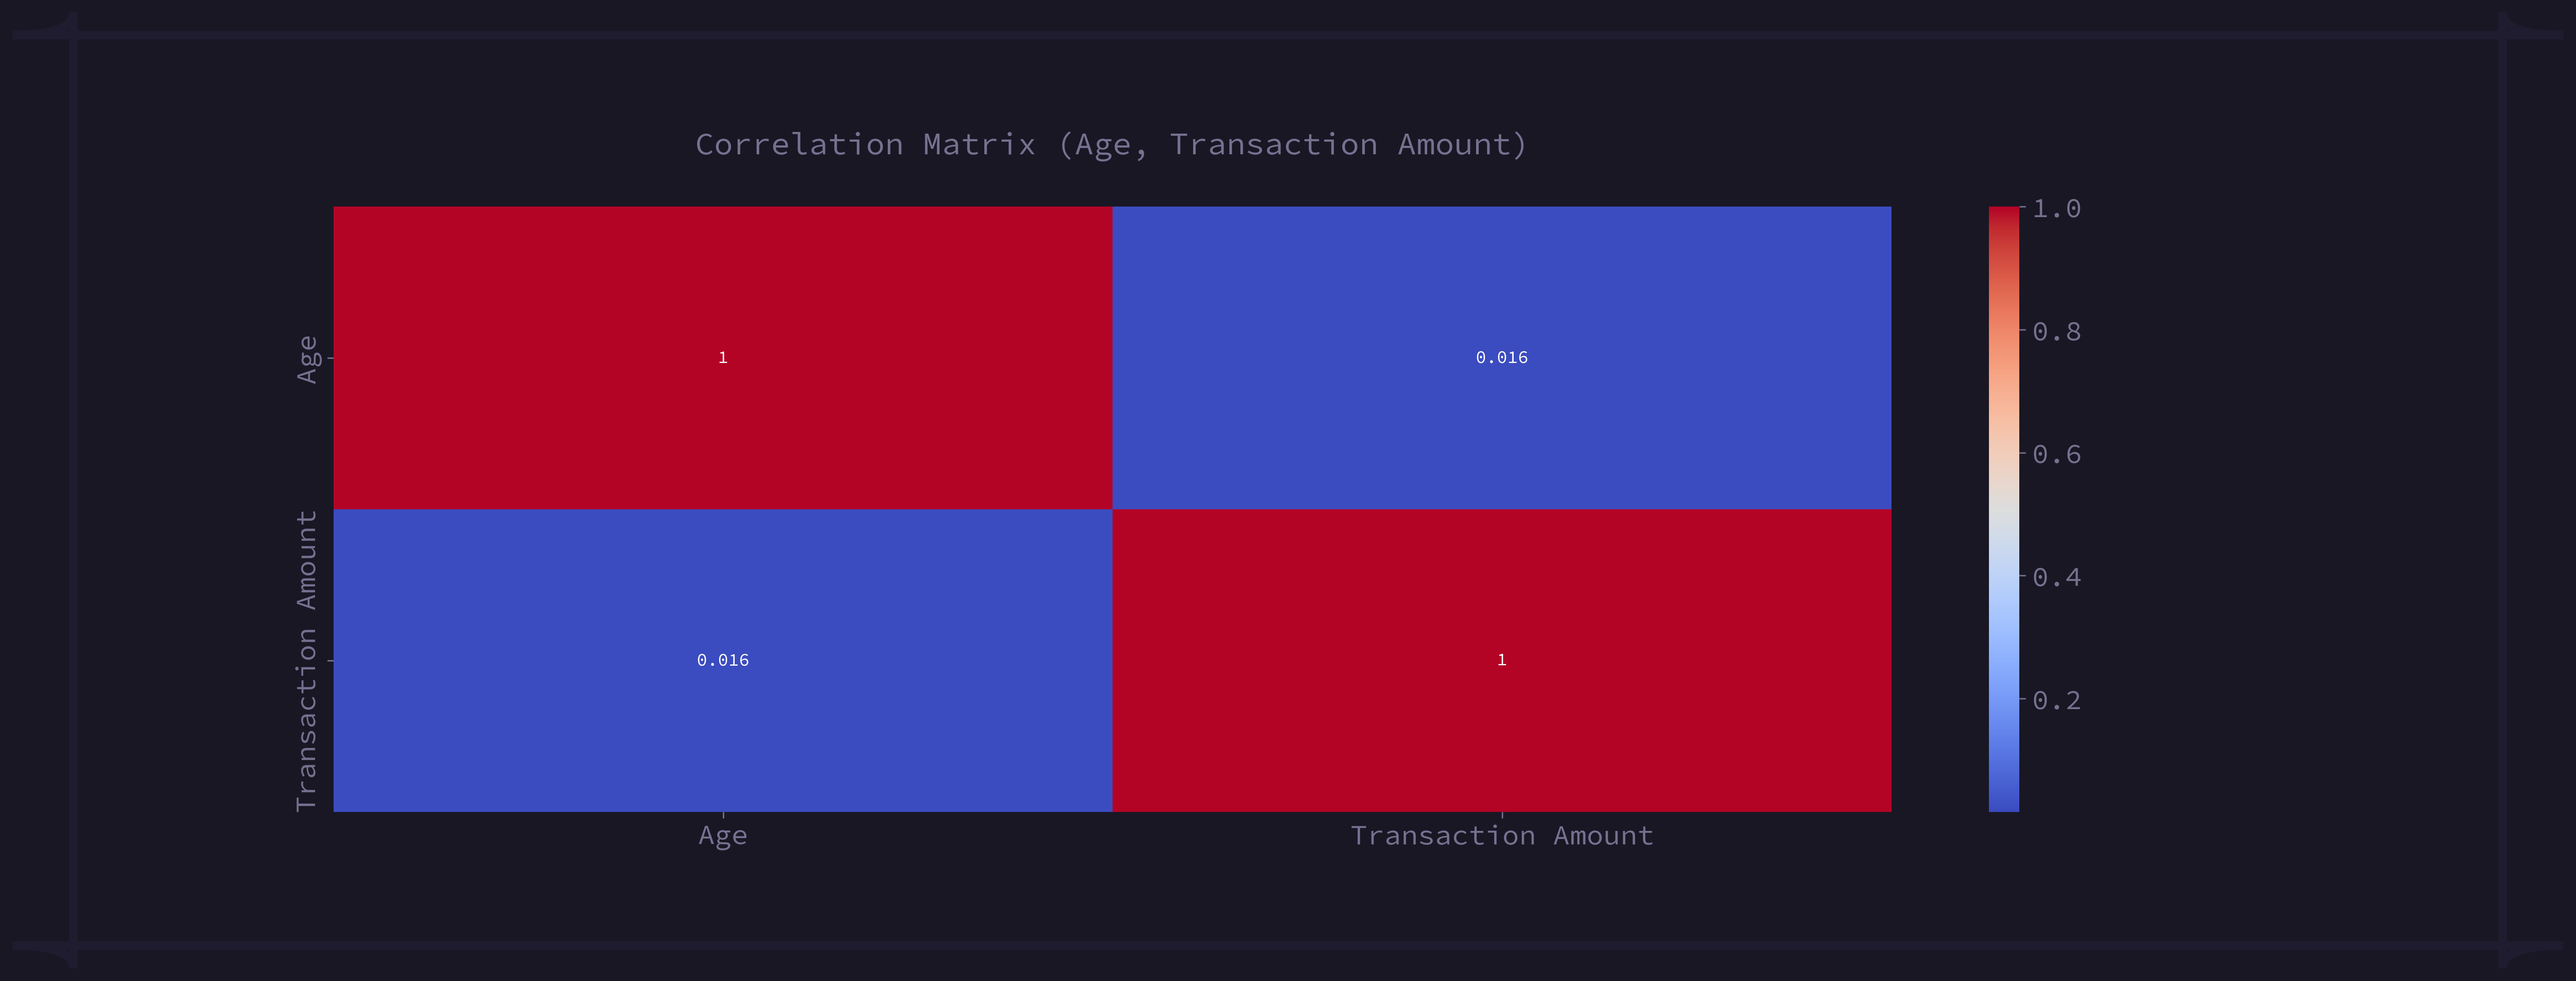 Correlation Matrix (Age, Transaction Amount)
Age
Transaction Amount
1
0.016
0.016
1
Age
Transaction Amount
1.0
0.8
0.6
0.4
0.2